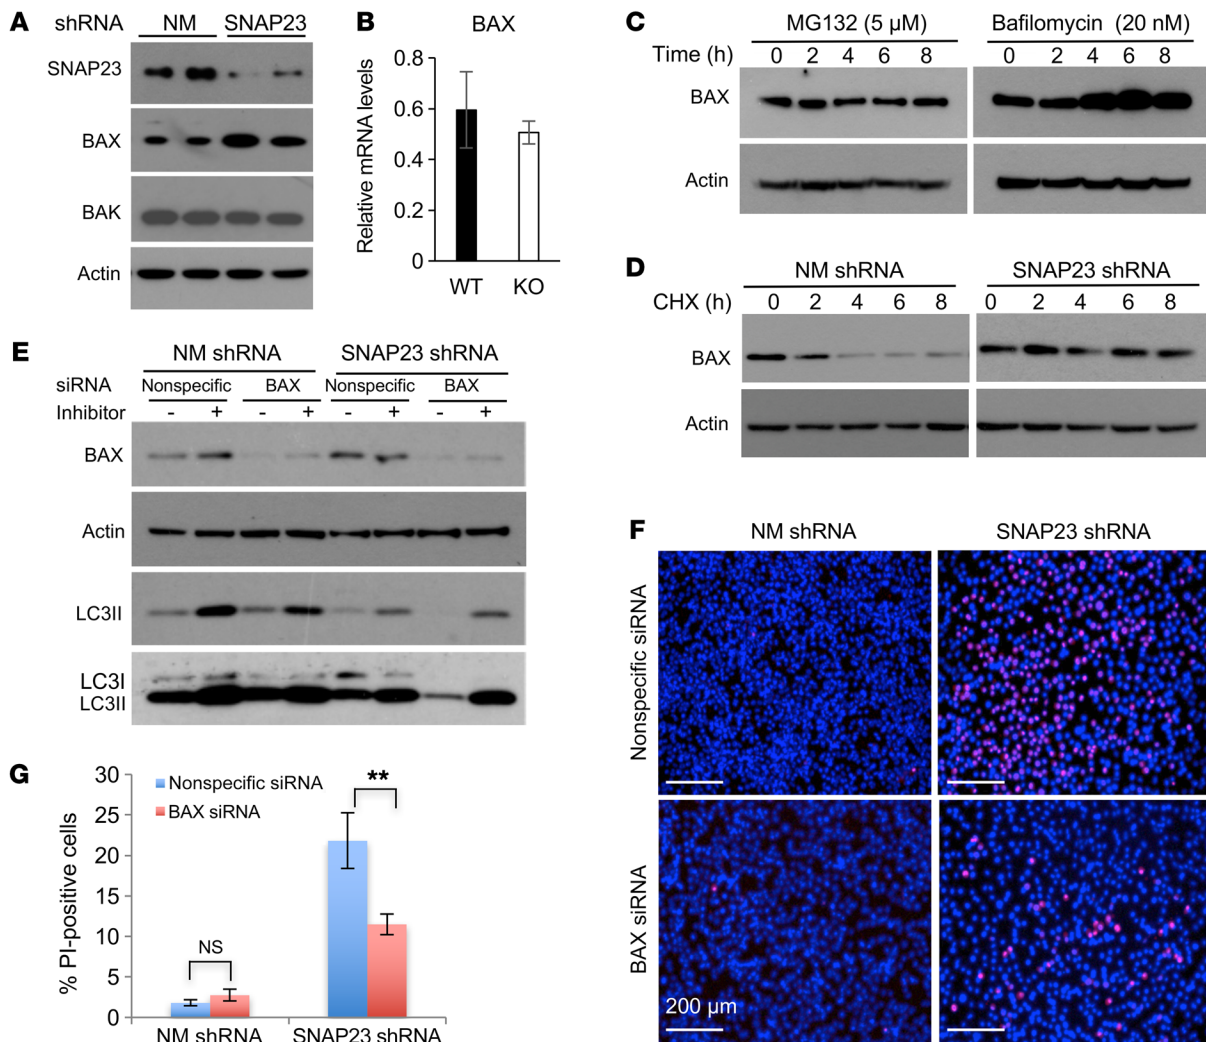 A
shRNA NM SNAP23
SNAP23
BAX
BAK
Actin
B
BAX
Relative mRNA levels
0.8
0.6
0.4
0.2
0
WT KO
C
MG132 (5 µM) Bafilomycin (20 nM)
Time (h) 0 2 4 6 8 0 2 4 6 8
BAX
Actin
D
NM shRNA SNAP23 shRNA
CHX (h) 0 2 4 6 8 0 2 4 6 8
BAX
Actin
E
NM shRNA SNAP23 shRNA
siRNA Nonspecific BAX Nonspecific BAX
Inhibitor - + - + - + - +
BAX
Actin
LC3II
LC3I
LC3II
F
NM shRNA SNAP23 shRNA
Nonspecific siRNA
BAX siRNA
200 µm
G
% PI-positive cells
30
25
20
15
10
5
0
Nonspecific siRNA
BAX siRNA
NS
**
NM shRNA SNAP23 shRNA